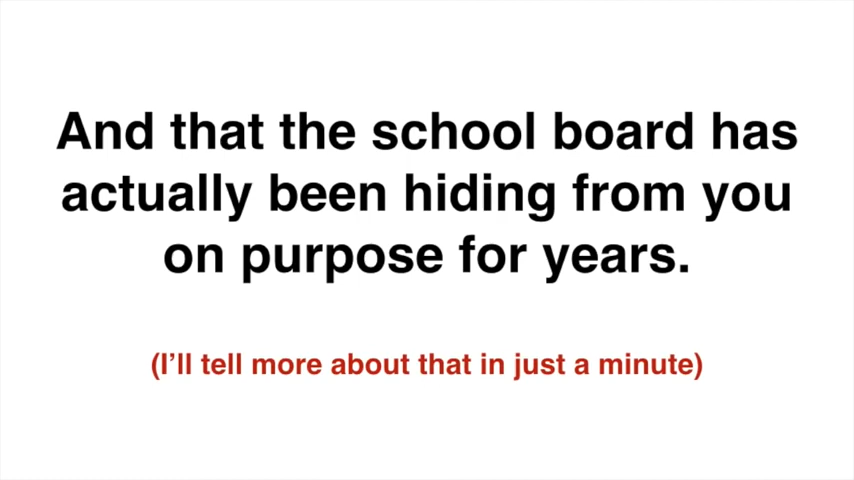 And that the school board has
actually been hiding from you
on purpose for years.
(I’ll tell more about that in just a minute)